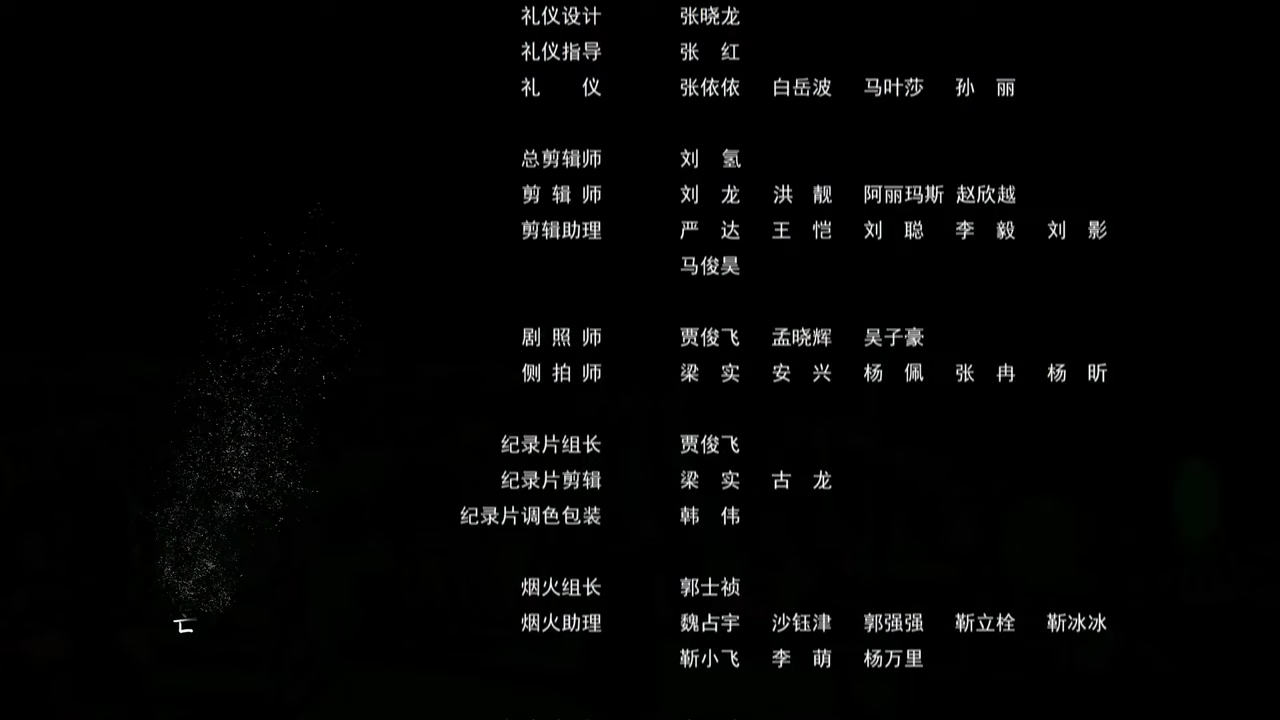 礼仪设计 张晓龙
礼仪指导 张 红
礼 仪 张依依 白岳波 马叶莎 孙 丽
总剪辑师 刘 氢
剪 辑 师 刘 龙 洪 靓 阿丽玛斯 赵欣越
剪辑助理 严 达 王 恺 刘 聪 李 毅 刘 影
马俊昊
剧 照 师 贾俊飞 孟晓辉 吴子豪
侧 拍 师 梁 实 安 兴 杨 佩 张 冉 杨 昕
纪录片组长 贾俊飞
纪录片剪辑 梁 实 古 龙
纪录片调色包装 韩 伟
烟火组长 郭士祯
烟火助理 魏占宇 沙钰津 郭强强 靳立栓 靳冰冰
亡
靳小飞 李 萌 杨万里